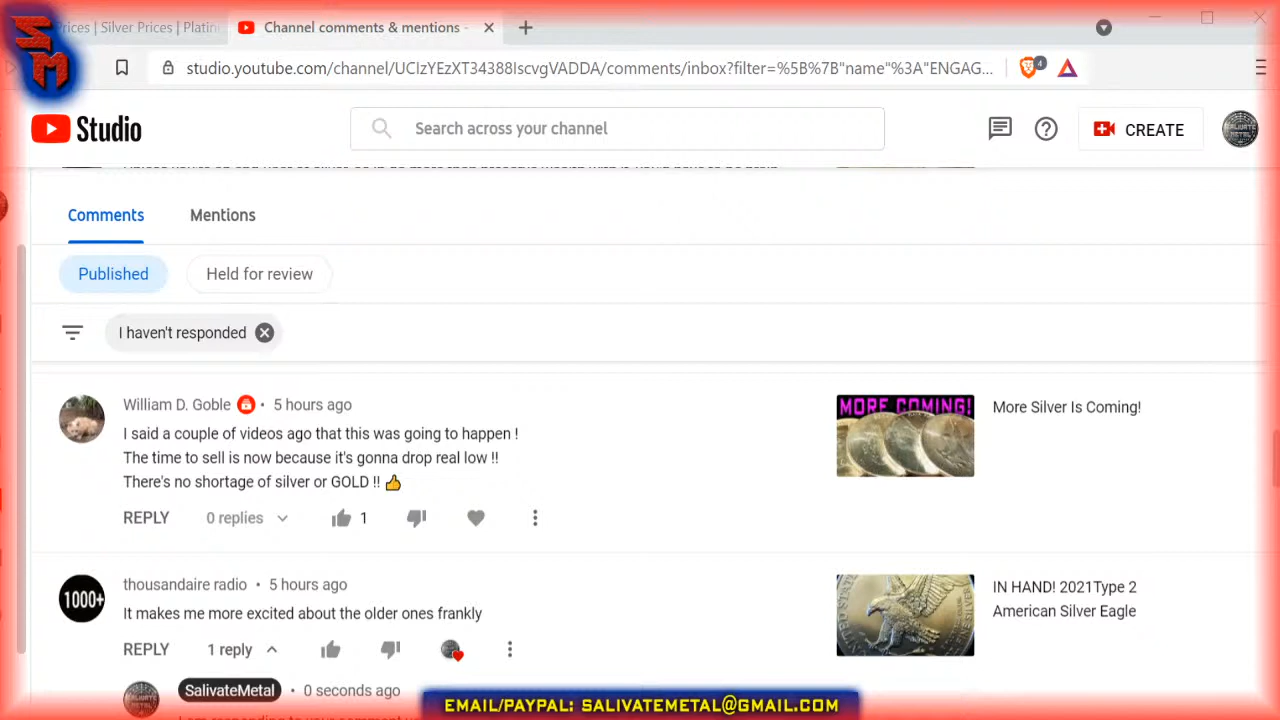 SM
Prices | Silver Prices | Platin
Channel comments & mentions -
studio.youtube.com/channel/UCIzYEzXT34388IscvgVADDA/comments/inbox?filter=%5B%7B"name"%3A"ENGAG...
4
Studio
Search across your channel
CREATE
Comments
Mentions
Published
Held for review
I haven't responded
William D. Goble • 5 hours ago
I said a couple of videos ago that this was going to happen !
The time to sell is now because it's gonna drop real low !!
There's no shortage of silver or GOLD !! 👍
REPLY 0 replies 1
MORE COMING!
More Silver Is Coming!
1000+
thousandaire radio • 5 hours ago
It makes me more excited about the older ones frankly
REPLY 1 reply
IN HAND! 2021Type 2
American Silver Eagle
SalivateMetal • 0 seconds ago
EMAIL/PAYPAL: SALIVATEMETAL@GMAIL.COM